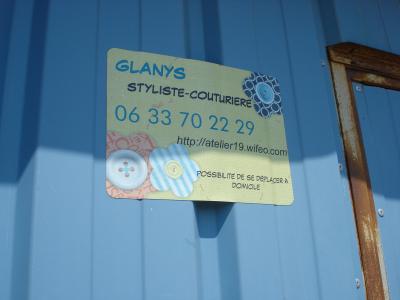 GLANYS
STYLISTE-COUTURIERE
06 33 70 22 29
http://atelier19.wifeo.com
POSSIBILITE DE SE DEPLACER A
DOMICILE